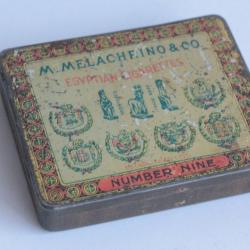 M. MELACHRINO & CO.
EGYPTIAN CIGARETTES
NUMBER NINE